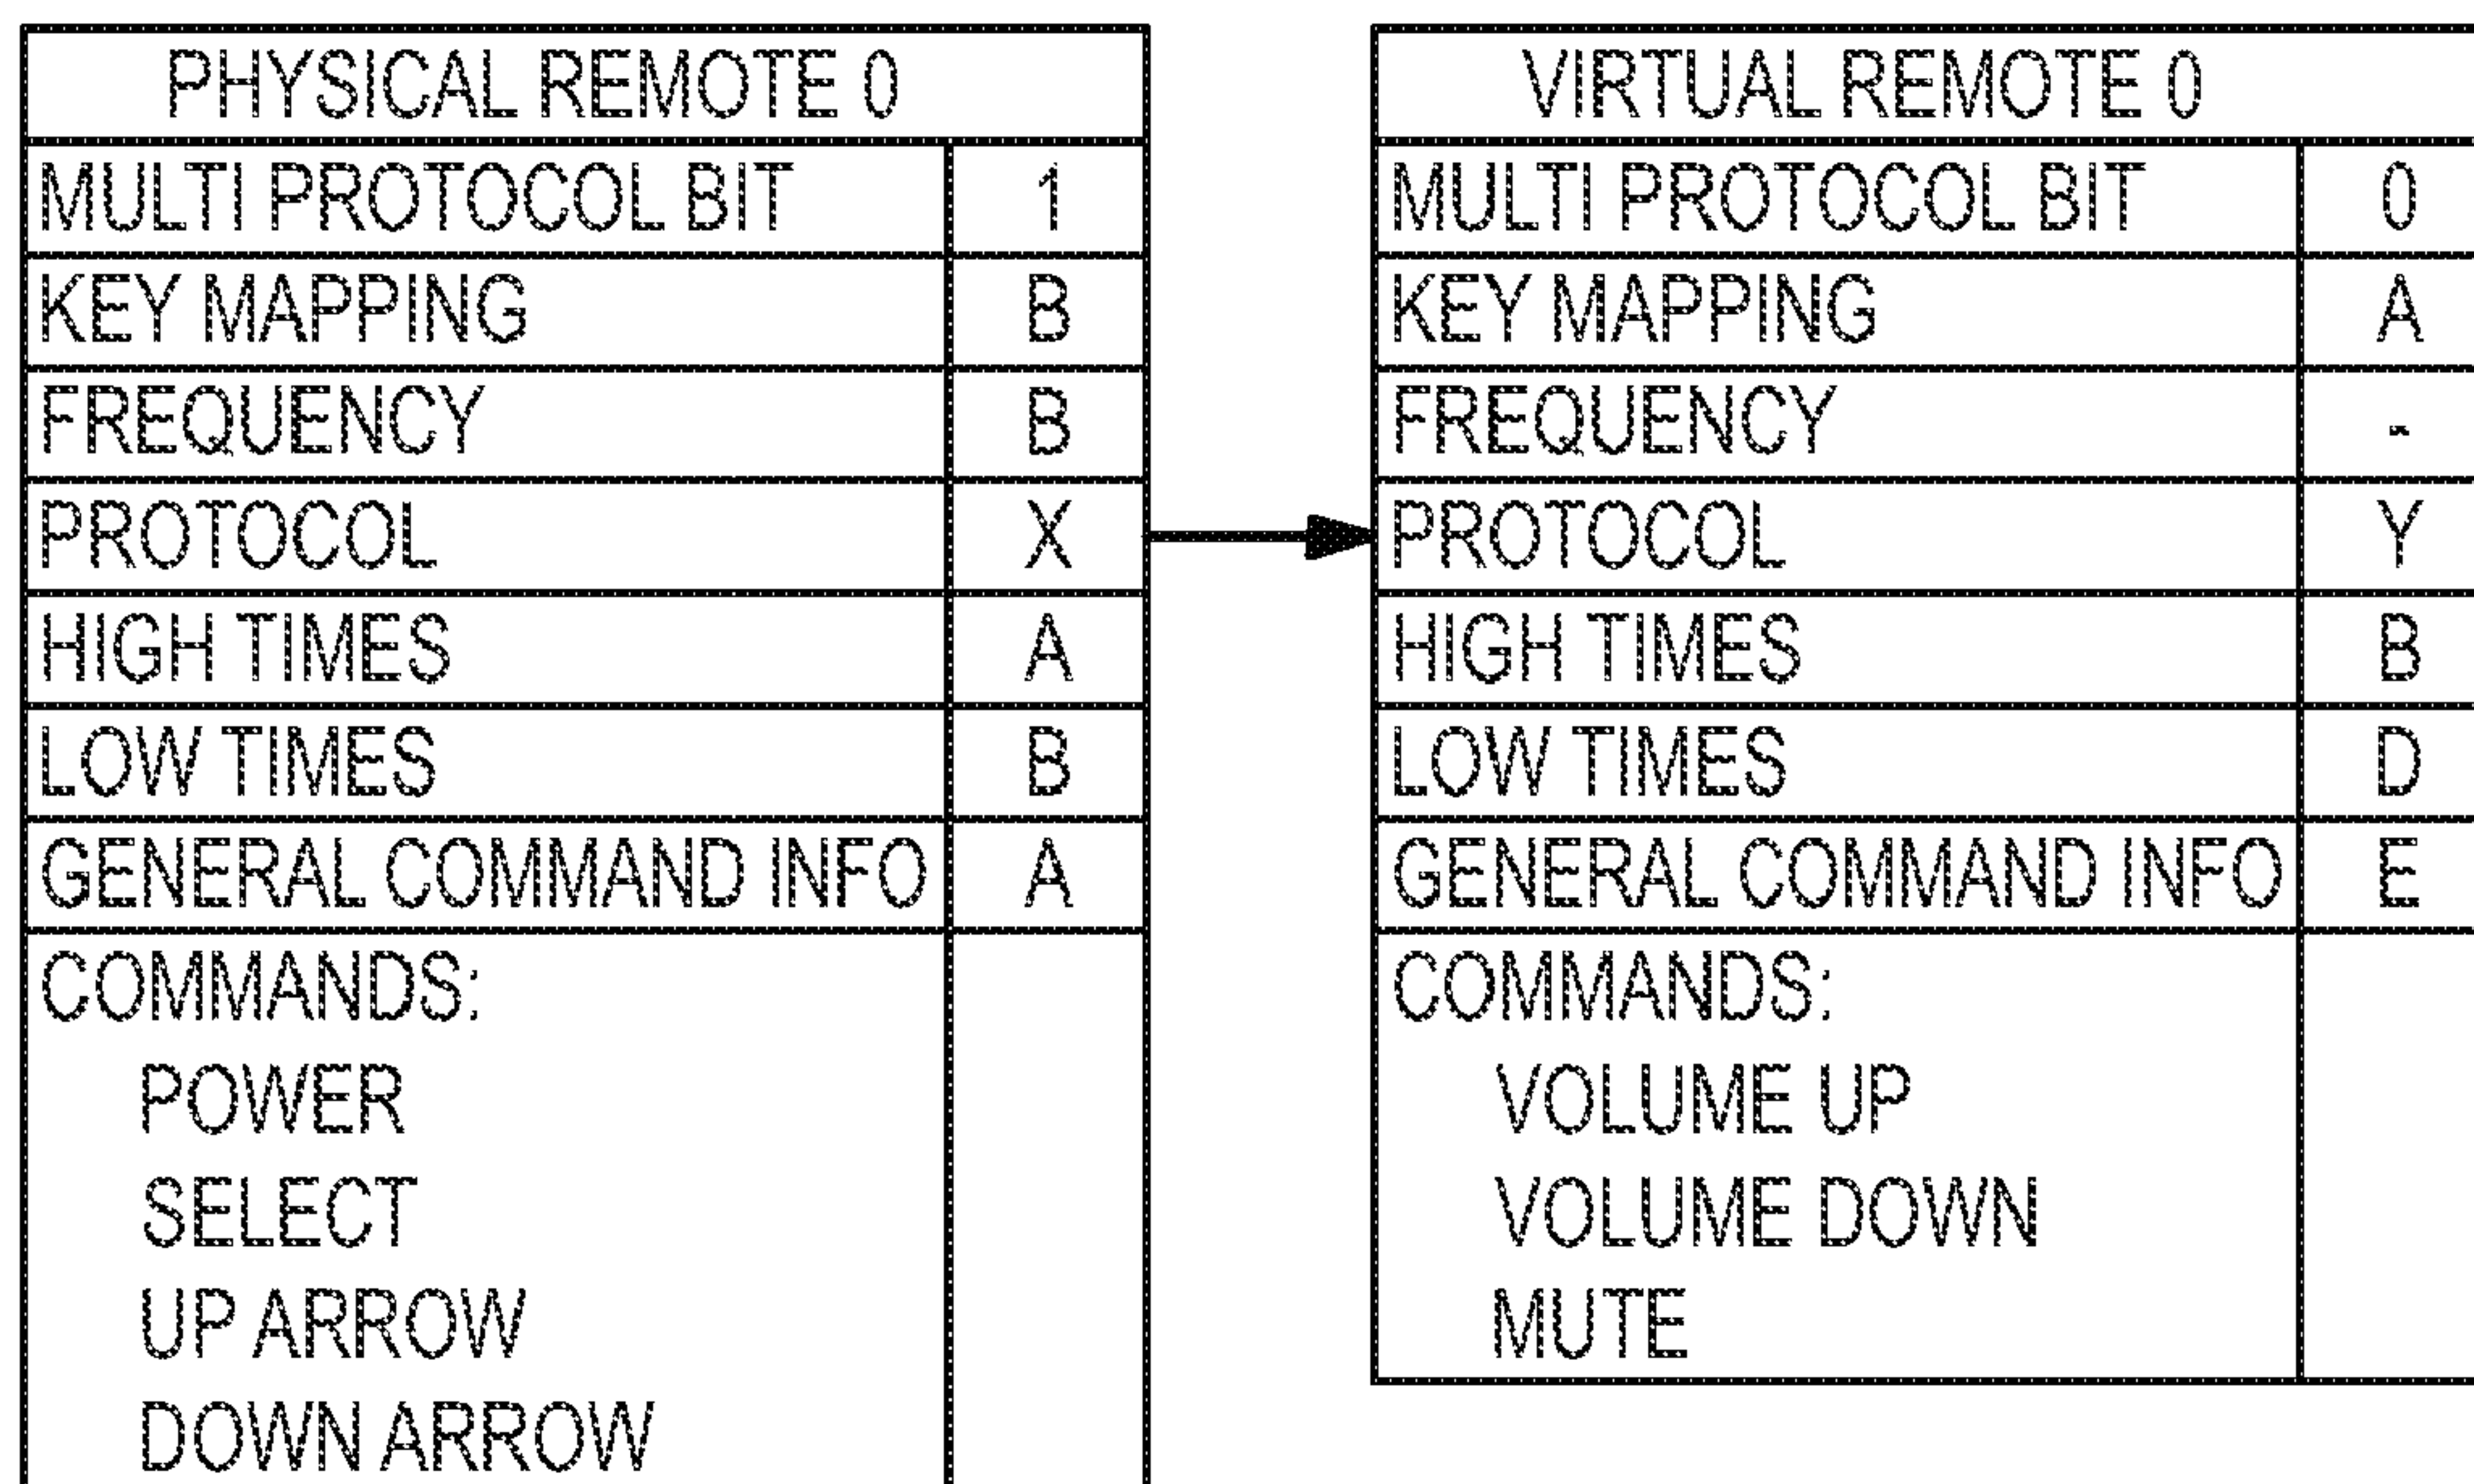 PHYSICAL REMOTE 0
MULTI PROTOCOL BIT 1
KEY MAPPING B
FREQUENCY B
PROTOCOL X
HIGH TIMES A
LOW TIMES B
GENERAL COMMAND INFO A
COMMANDS:
POWER
SELECT
UP ARROW
DOWN ARROW
VIRTUAL REMOTE 0
MULTI PROTOCOL BIT 0
KEY MAPPING A
FREQUENCY -
PROTOCOL Y
HIGH TIMES B
LOW TIMES D
GENERAL COMMAND INFO E
COMMANDS:
VOLUME UP
VOLUME DOWN
MUTE